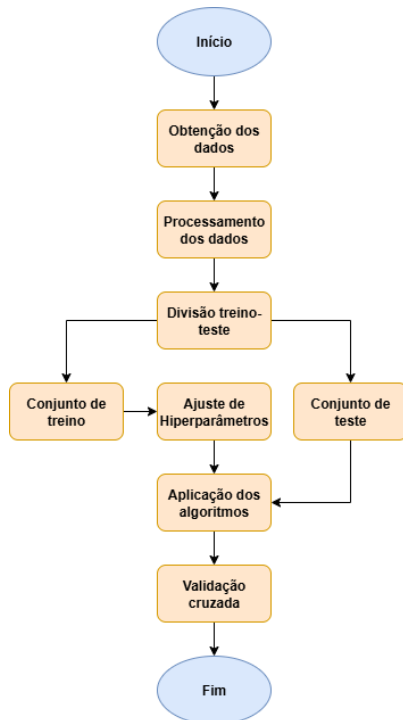 Início
Obtenção dos
dados
Processamento
dos dados
Divisão treino-
teste
Conjunto de
treino
Ajuste de
Hiperparâmetros
Conjunto de
teste
Aplicação dos
algoritmos
Validação
cruzada
Fim